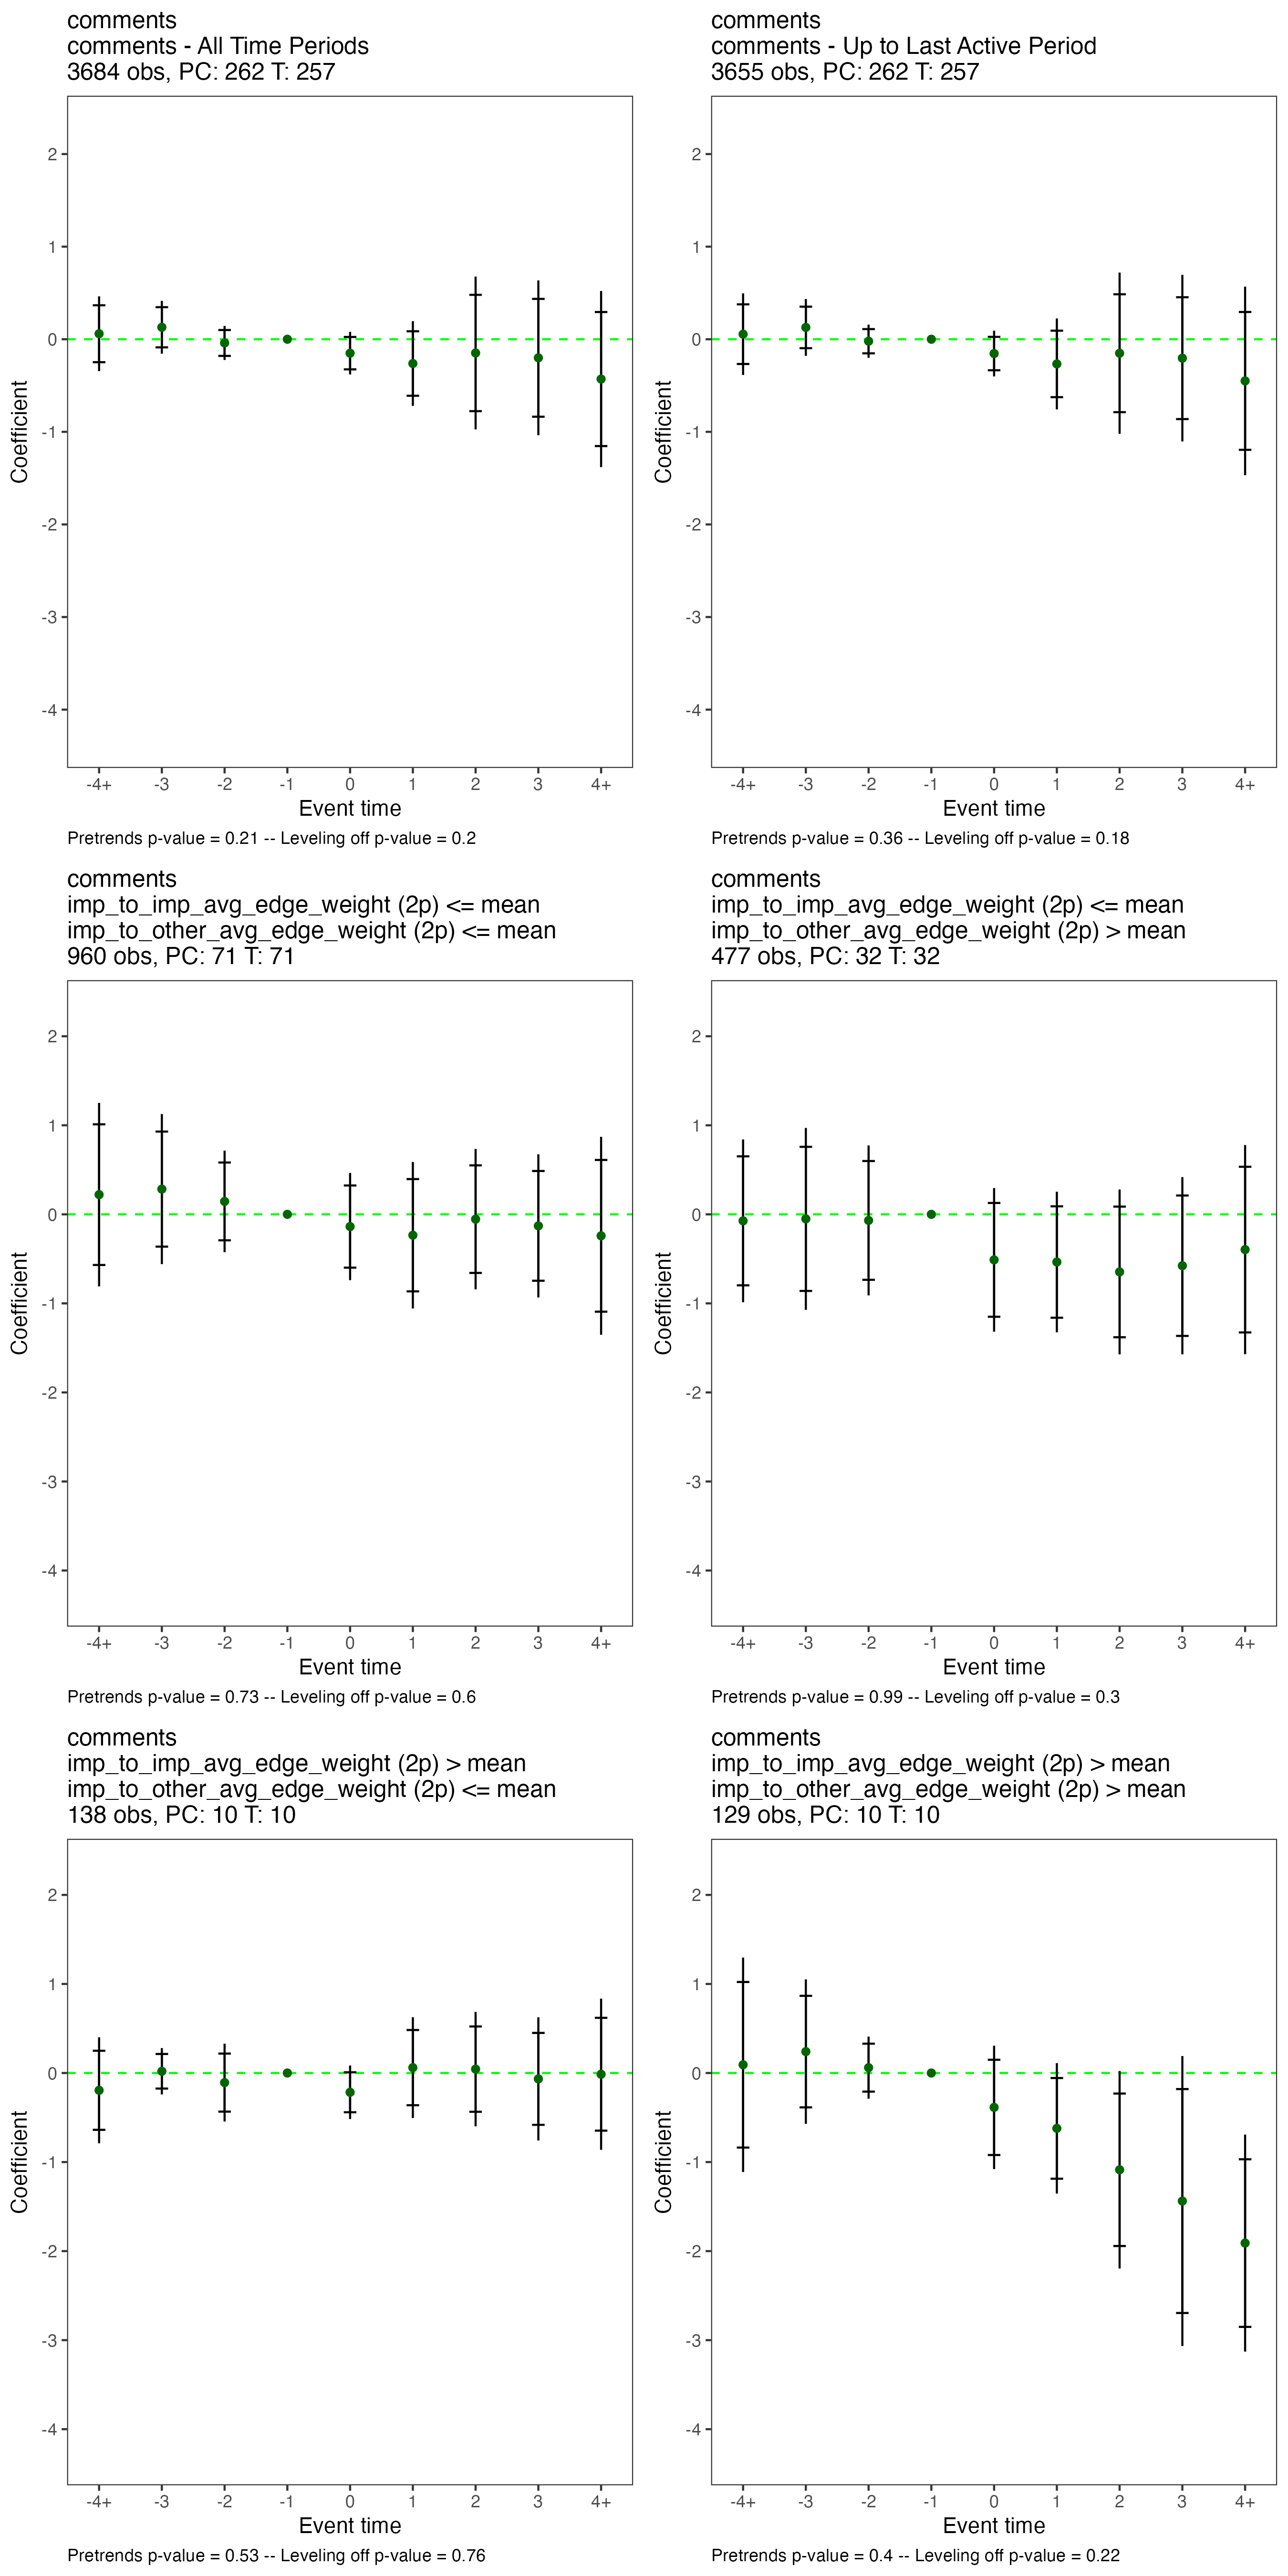 comments
comments - All Time Periods
3684 obs, PC: 262 T: 257
2
1
0
-1
-2
-3
-4
Coefficient
-4+ -3 -2 -1 0 1 2 3 4+
Event time
Pretrends p-value = 0.21 -- Leveling off p-value = 0.2
comments
comments - Up to Last Active Period
3655 obs, PC: 262 T: 257
2
1
0
-1
-2
-3
-4
Coefficient
-4+ -3 -2 -1 0 1 2 3 4+
Event time
Pretrends p-value = 0.36 -- Leveling off p-value = 0.18
comments
imp_to_imp_avg_edge_weight (2p) <= mean
imp_to_other_avg_edge_weight (2p) <= mean
960 obs, PC: 71 T: 71
2
1
0
-1
-2
-3
-4
Coefficient
-4+ -3 -2 -1 0 1 2 3 4+
Event time
Pretrends p-value = 0.73 -- Leveling off p-value = 0.6
comments
imp_to_imp_avg_edge_weight (2p) <= mean
imp_to_other_avg_edge_weight (2p) > mean
477 obs, PC: 32 T: 32
2
1
0
-1
-2
-3
-4
Coefficient
-4+ -3 -2 -1 0 1 2 3 4+
Event time
Pretrends p-value = 0.99 -- Leveling off p-value = 0.3
comments
imp_to_imp_avg_edge_weight (2p) > mean
imp_to_other_avg_edge_weight (2p) <= mean
138 obs, PC: 10 T: 10
2
1
0
-1
-2
-3
-4
Coefficient
-4+ -3 -2 -1 0 1 2 3 4+
Event time
Pretrends p-value = 0.53 -- Leveling off p-value = 0.76
comments
imp_to_imp_avg_edge_weight (2p) > mean
imp_to_other_avg_edge_weight (2p) > mean
129 obs, PC: 10 T: 10
2
1
0
-1
-2
-3
-4
Coefficient
-4+ -3 -2 -1 0 1 2 3 4+
Event time
Pretrends p-value = 0.4 -- Leveling off p-value = 0.22